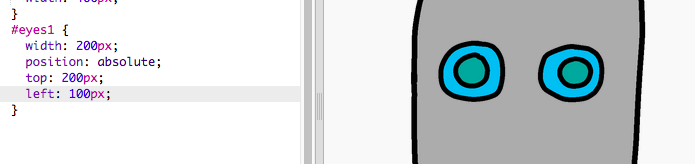 }
#eyes1 {
width: 200px;
position: absolute;
top: 200px;
left: 100px;
}